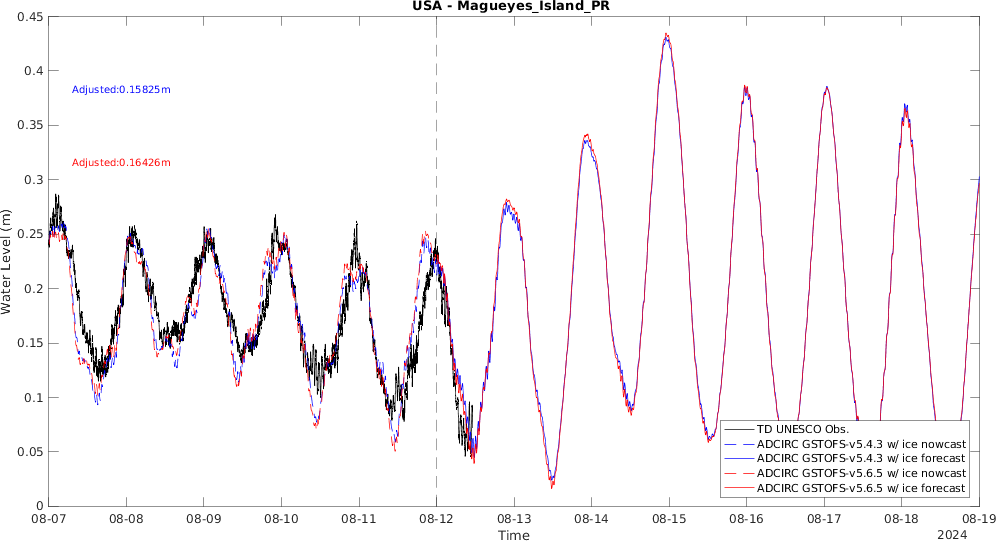 USA - Magueyes_Island_PR
0.45
0.4
0.35
0.3
0.25
0.2
0.15
0.1
0.05
0
Water Level (m)
Adjusted:0.15825m
Adjusted:0.16426m
TD UNESCO Obs.
ADCIRC GSTOFS-v5.4.3 w/ ice nowcast
ADCIRC GSTOFS-v5.4.3 w/ ice forecast
ADCIRC GSTOFS-v5.6.5 w/ ice nowcast
ADCIRC GSTOFS-v5.6.5 w/ ice forecast
08-07 08-08 08-09 08-10 08-11 08-12 08-13 08-14 08-15 08-16 08-17 08-18 08-19
Time
2024